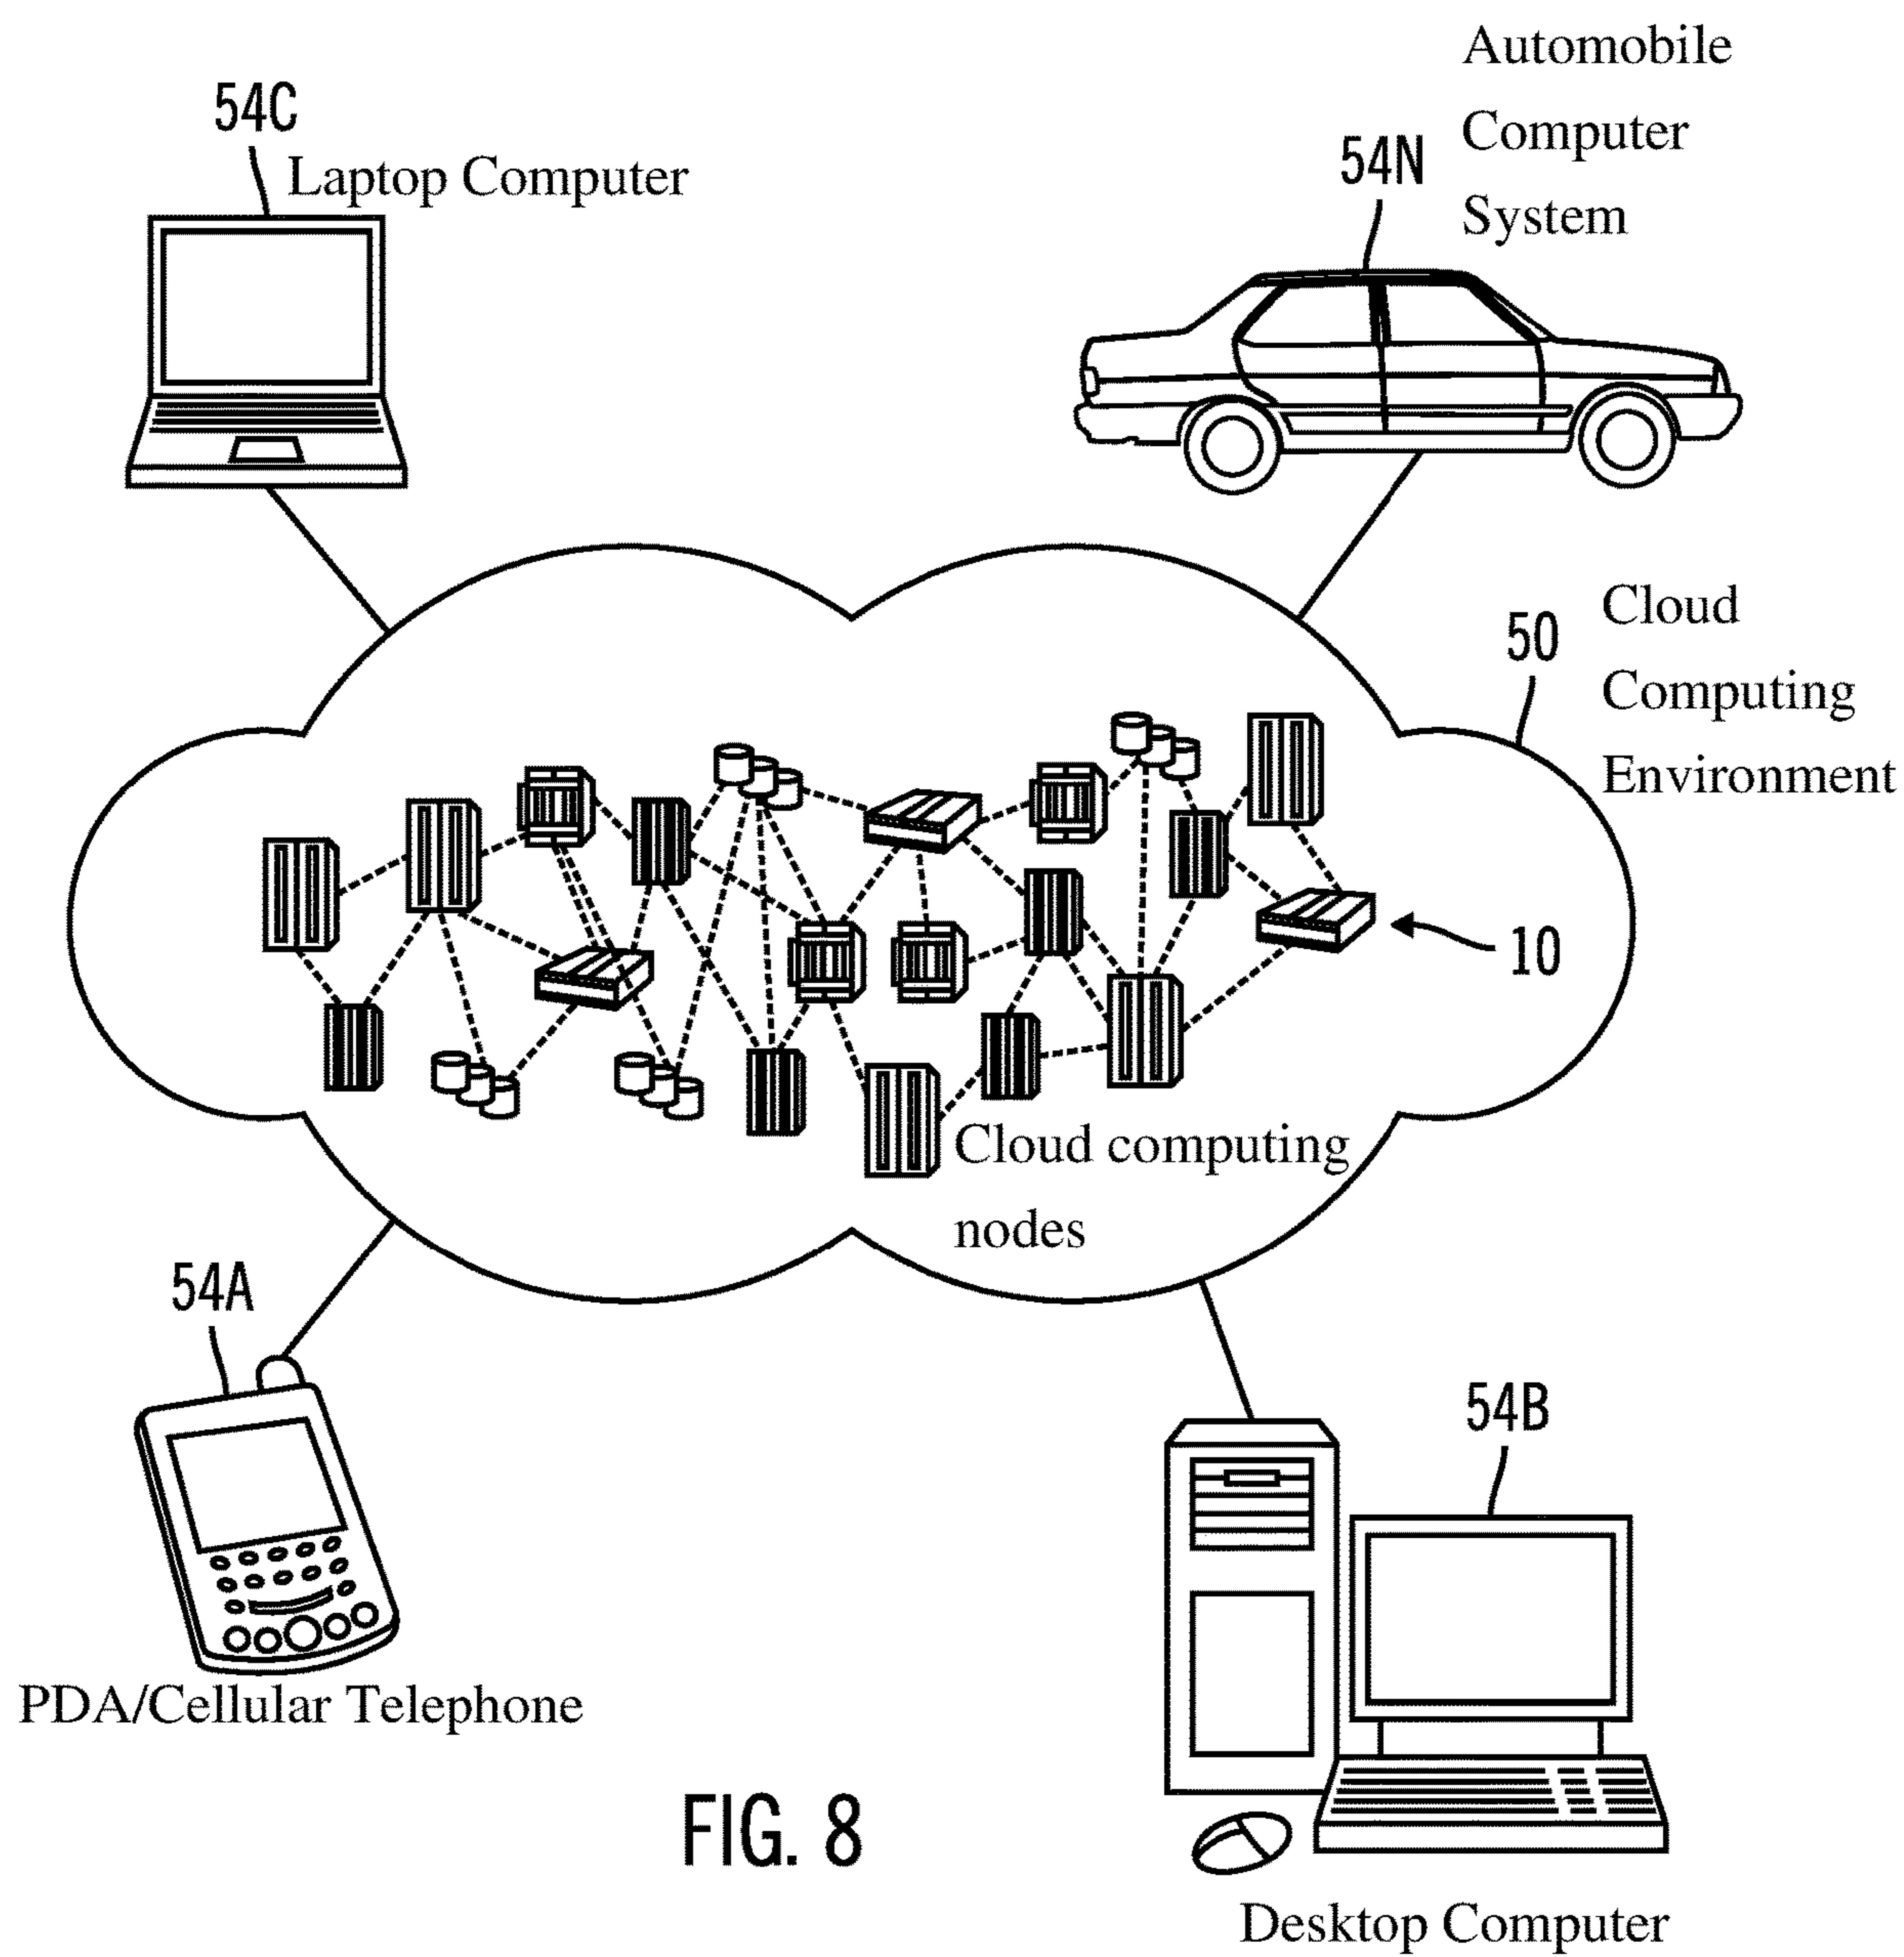 Automobile
54C
Computer
54N
Laptop Computer
System
Cloud
50
Computing
Environment
10
Cloud computing
nodes
54A
54B
PDA/Cellular Telephone
FIG. 8
Desktop Computer